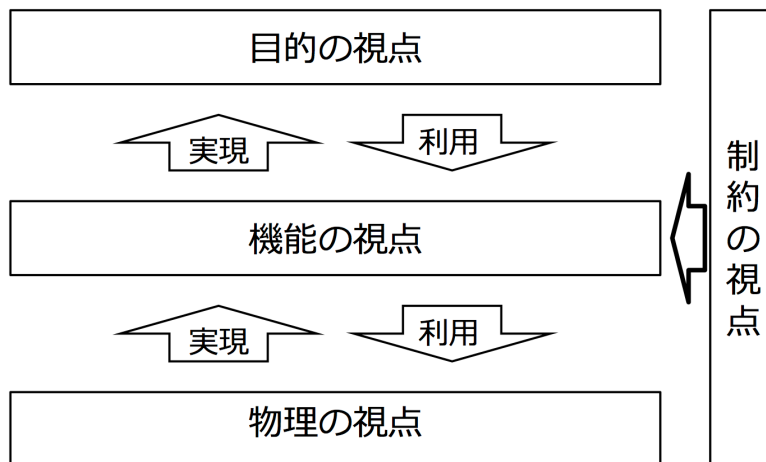 目的の視点
実現
利用
機能の視点
実現
利用
物理の視点
制約の視点